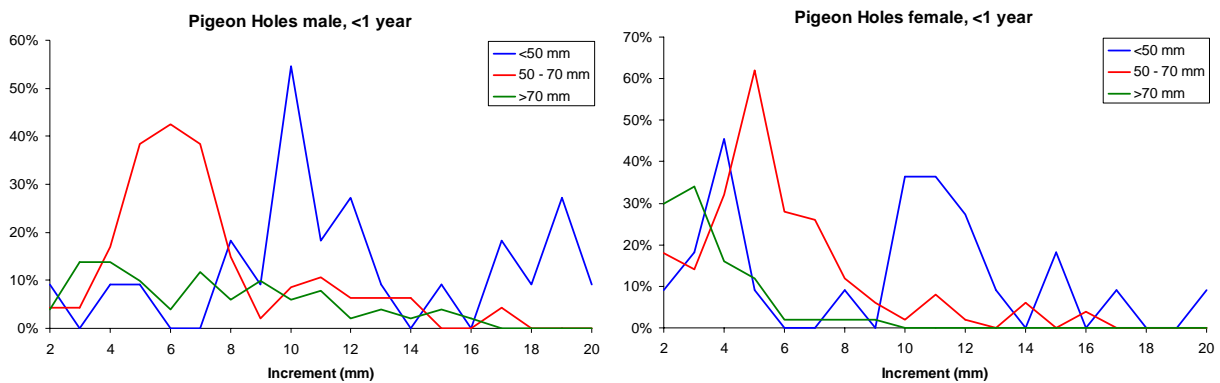 Pigeon Holes male, <1 year
60%
50%
40%
30%
20%
10%
0%
<50 mm
50 - 70 mm
>70 mm
2 4 6 8 10 12 14 16 18 20
Increment (mm)
Pigeon Holes female, <1 year
70%
60%
50%
40%
30%
20%
10%
0%
<50 mm
50 - 70 mm
>70 mm
2 4 6 8 10 12 14 16 18 20
Increment (mm)